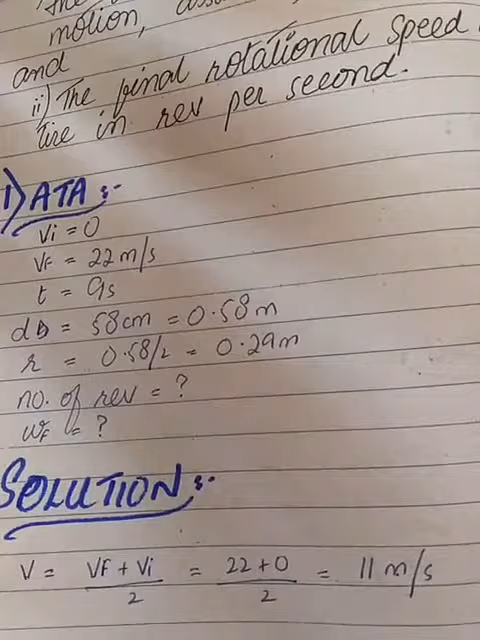 the
motion,
and
ii) The final rotational speed
tire in rev per second.
DATA :-
Vi = 0
VF = 22 m/s
t = 9s
d = 58cm = 0.58m
r = 0.58/2 = 0.29m
no. of rev = ?
ωF = ?
SOLUTION :-
V = VF + Vi / 2 = 22 + 0 / 2 = 11 m/s